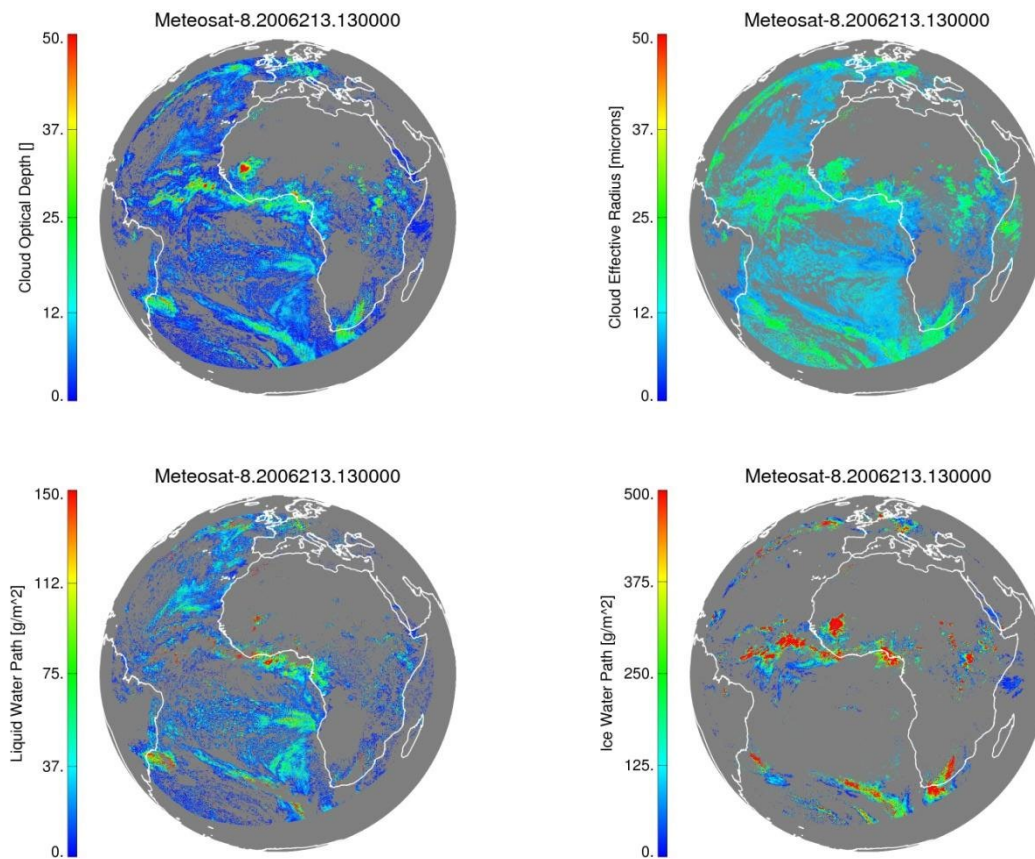 Meteosat-8.2006213.130000
50.
37.
25.
12.
0.
Cloud Optical Depth []
Meteosat-8.2006213.130000
50.
37.
25.
12.
0.
Cloud Effective Radius [microns]
Meteosat-8.2006213.130000
150.
112.
75.
37.
0.
Liquid Water Path [g/m^2]
Meteosat-8.2006213.130000
500.
375.
250.
125.
0.
Ice Water Path [g/m^2]